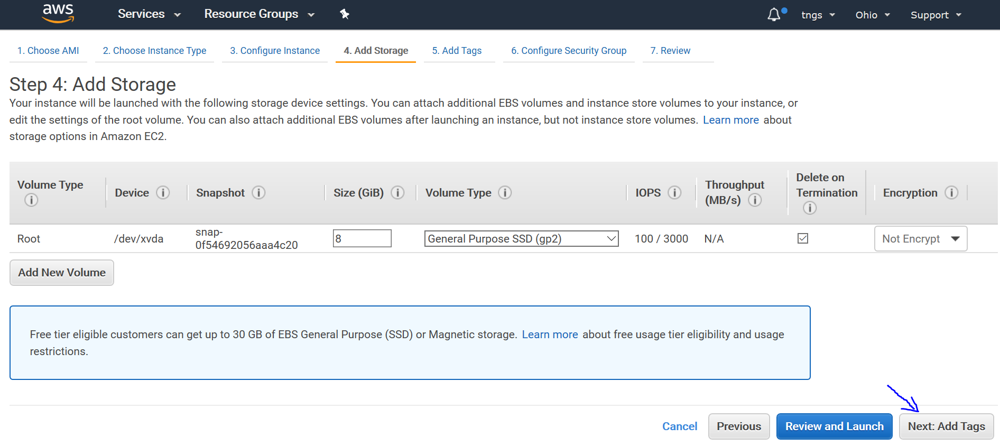 aws Services Resource Groups tngs Ohio Support
1. Choose AMI 2. Choose Instance Type 3. Configure Instance 4. Add Storage 5. Add Tags 6. Configure Security Group 7. Review
Step 4: Add Storage
Your instance will be launched with the following storage device settings. You can attach additional EBS volumes and instance store volumes to your instance, or
edit the settings of the root volume. You can also attach additional EBS volumes after launching an instance, but not instance store volumes. Learn more about
storage options in Amazon EC2.
Volume Type i
Device i
Snapshot i
Size (GiB) i
Volume Type i
IOPS i
Throughput
(MB/s) i
Delete on
Termination
i
Encryption i
Root
/dev/xvda
snap-
0f54692056aaa4c20
8
General Purpose SSD (gp2)
100 / 3000
N/A
Not Encrypt
Add New Volume
Free tier eligible customers can get up to 30 GB of EBS General Purpose (SSD) or Magnetic storage. Learn more about free usage tier eligibility and usage
restrictions.
Cancel Previous Review and Launch Next: Add Tags